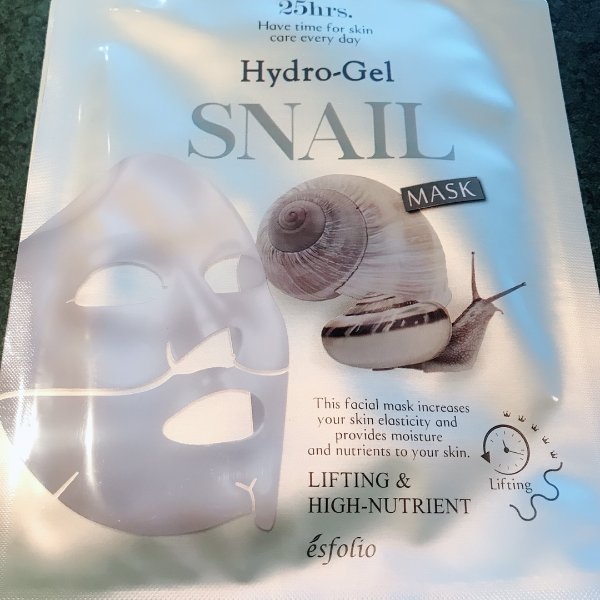 25hrs.
Have time for skin
care every day
Hydro-Gel
SNAIL
MASK
This facial mask increases
your skin elasticity and
provides moisture
and nutrients to your skin.
Lifting
LIFTING &
HIGH-NUTRIENT
ésfolio